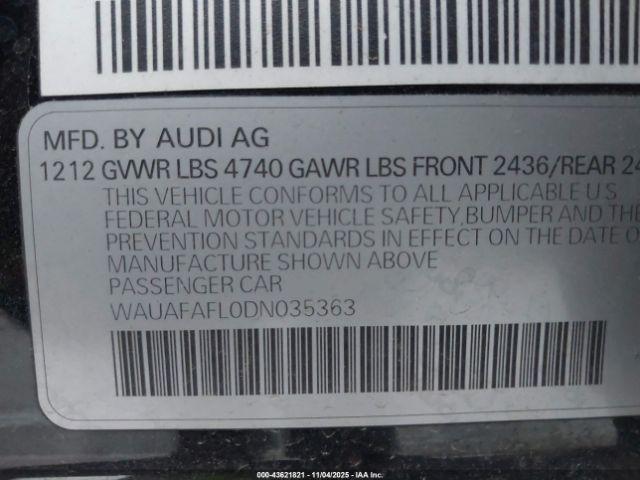 MFD. BY AUDI AG
1212 GVWR LBS 4740 GAWR LBS FRONT 2436/REAR 24
THIS VEHICLE CONFORMS TO ALL APPLICABLE U S
FEDERAL MOTOR VEHICLE SAFETY, BUMPER AND THE
PREVENTION STANDARDS IN EFFECT ON THE DATE O
MANUFACTURE SHOWN ABOVE
PASSENGER CAR
WAUAFAFL0DN035363
000-43621821 - 11/04/2025 - IAA Inc.